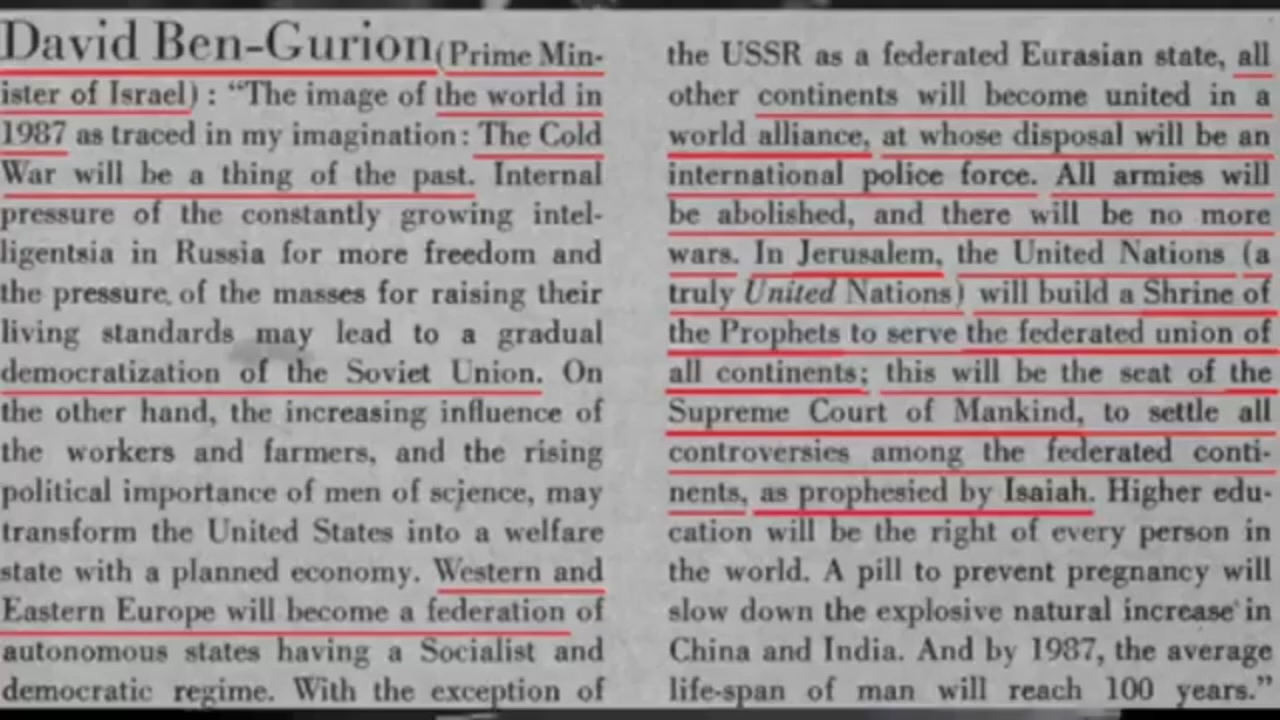 David Ben-Gurion (Prime Min-
ister of Israel) : “The image of the world in
1987 as traced in my imagination: The Cold
War will be a thing of the past. Internal
pressure of the constantly growing intel-
ligentsia in Russia for more freedom and
the pressure of the masses for raising their
living standards may lead to a gradual
democratization of the Soviet Union. On
the other hand, the increasing influence of
the workers and farmers, and the rising
political importance of men of science, may
transform the United States into a welfare
state with a planned economy. Western and
Eastern Europe will become a federation of
autonomous states having a Socialist and
democratic regime. With the exception of
the USSR as a federated Eurasian state, all
other continents will become united in a
world alliance, at whose disposal will be an
international police force. All armies will
be abolished, and there will be no more
wars. In Jerusalem, the United Nations (a
truly United Nations) will build a Shrine of
the Prophets to serve the federated union of
all continents; this will be the seat of the
Supreme Court of Mankind, to settle all
controversies among the federated conti-
nents, as prophesied by Isaiah. Higher edu-
cation will be the right of every person in
the world. A pill to prevent pregnancy will
slow down the explosive natural increase in
China and India. And by 1987, the average
life-span of man will reach 100 years.”